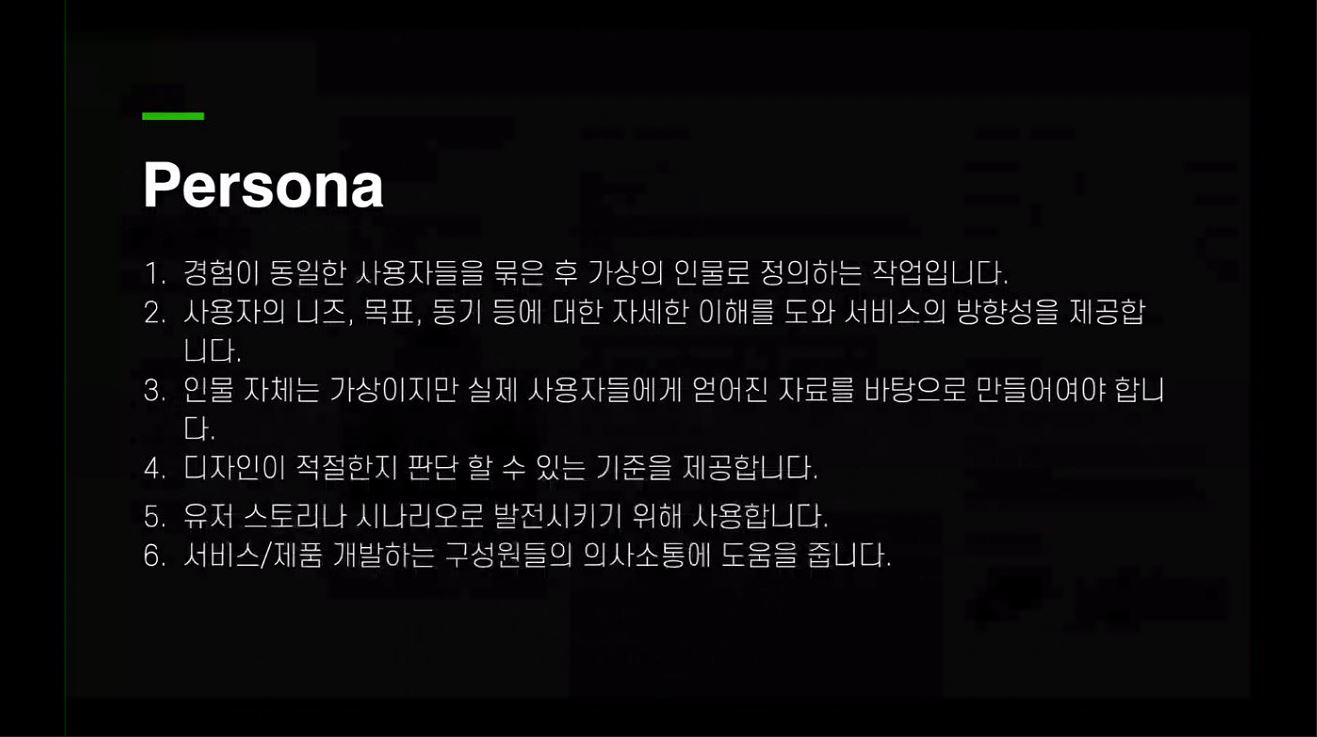 Persona
1. 경험이 동일한 사용자들을 묶은 후 가상의 인물로 정의하는 작업입니다.
2. 사용자의 니즈, 목표, 동기 등에 대한 자세한 이해를 도와 서비스의 방향성을 제공합
니다.
3. 인물 자체는 가상이지만 실제 사용자들에게 얻어진 자료를 바탕으로 만들어여야 합니
다.
4. 디자인이 적절한지 판단 할 수 있는 기준을 제공합니다.
5. 유저 스토리나 시나리오로 발전시키기 위해 사용합니다.
6. 서비스/제품 개발하는 구성원들의 의사소통에 도움을 줍니다.